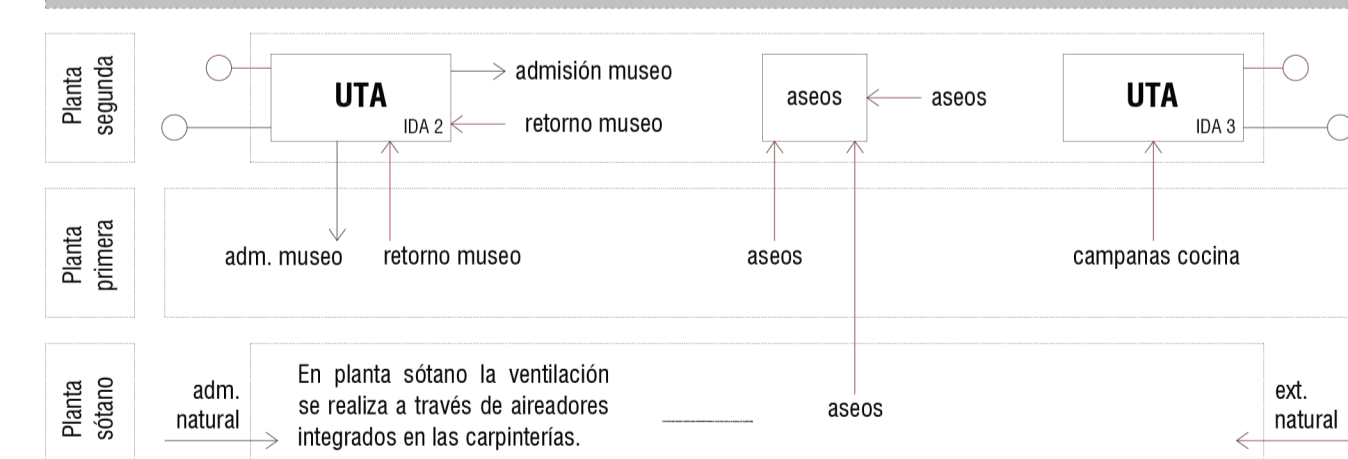 Planta
segunda
UTA
IDA 2
admisión museo
retorno museo
aseos
aseos
UTA
IDA 3
Planta
primera
adm. museo
retorno museo
aseos
campanas cocina
Planta
sótano
adm.
natural
En planta sótano la ventilación
se realiza a través de aireadores
integrados en las carpinterías.
aseos
ext.
natural